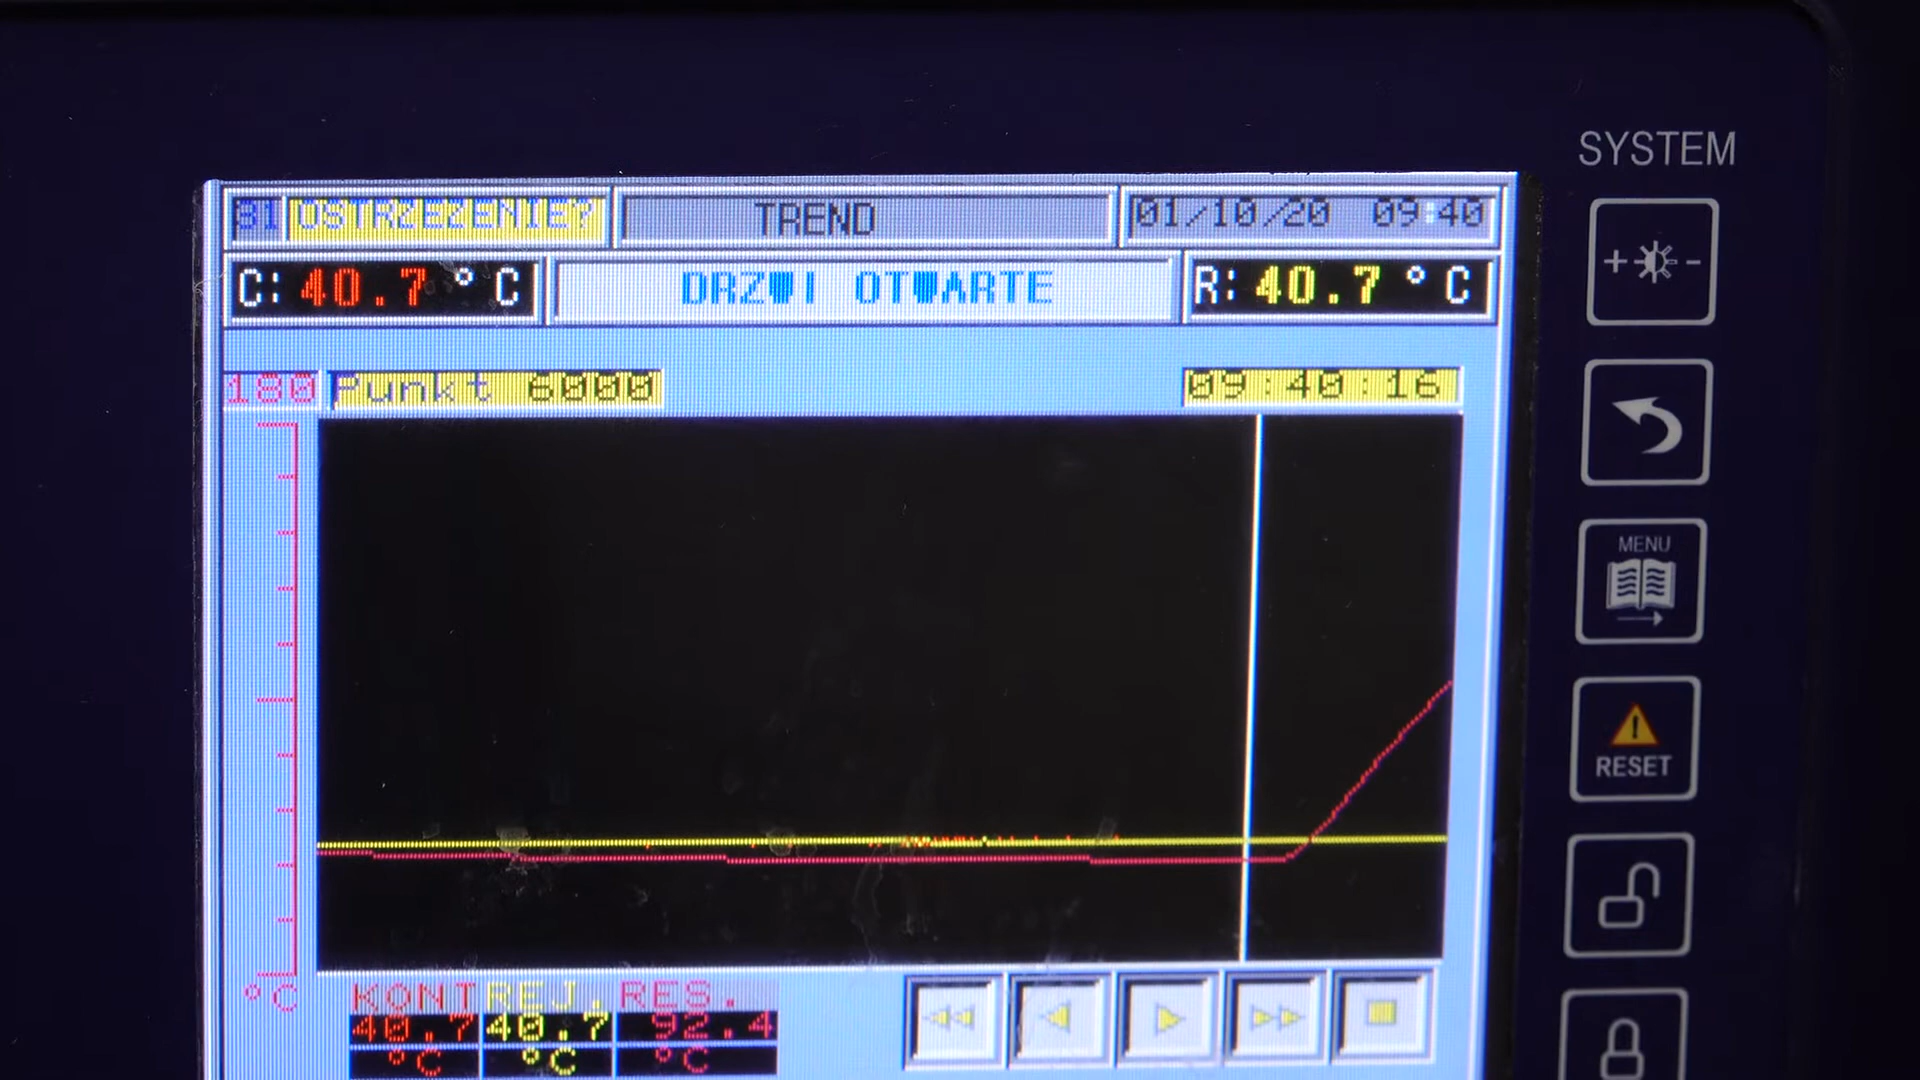 SYSTEM
31 OSTRZEZENIE? TREND 01/10/20 09:40
C: 40.7 °C DRZWI OTWARTE R: 40.7 °C
180 Punkt 6000 09:40:16
MENU
RESET
°C KONT REJ. RES.
40.7 40.7 92.4
°C °C °C